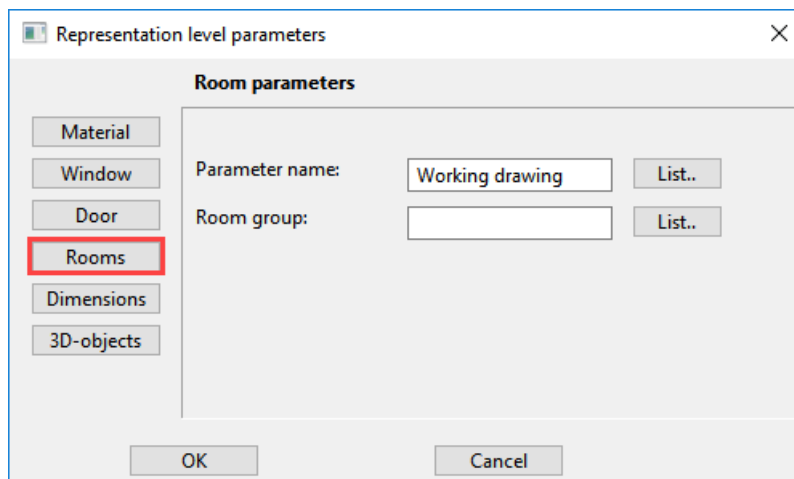 Representation level parameters
Room parameters
Material
Window
Door
Rooms
Dimensions
3D-objects
Parameter name: Working drawing List..
Room group: List..
OK Cancel